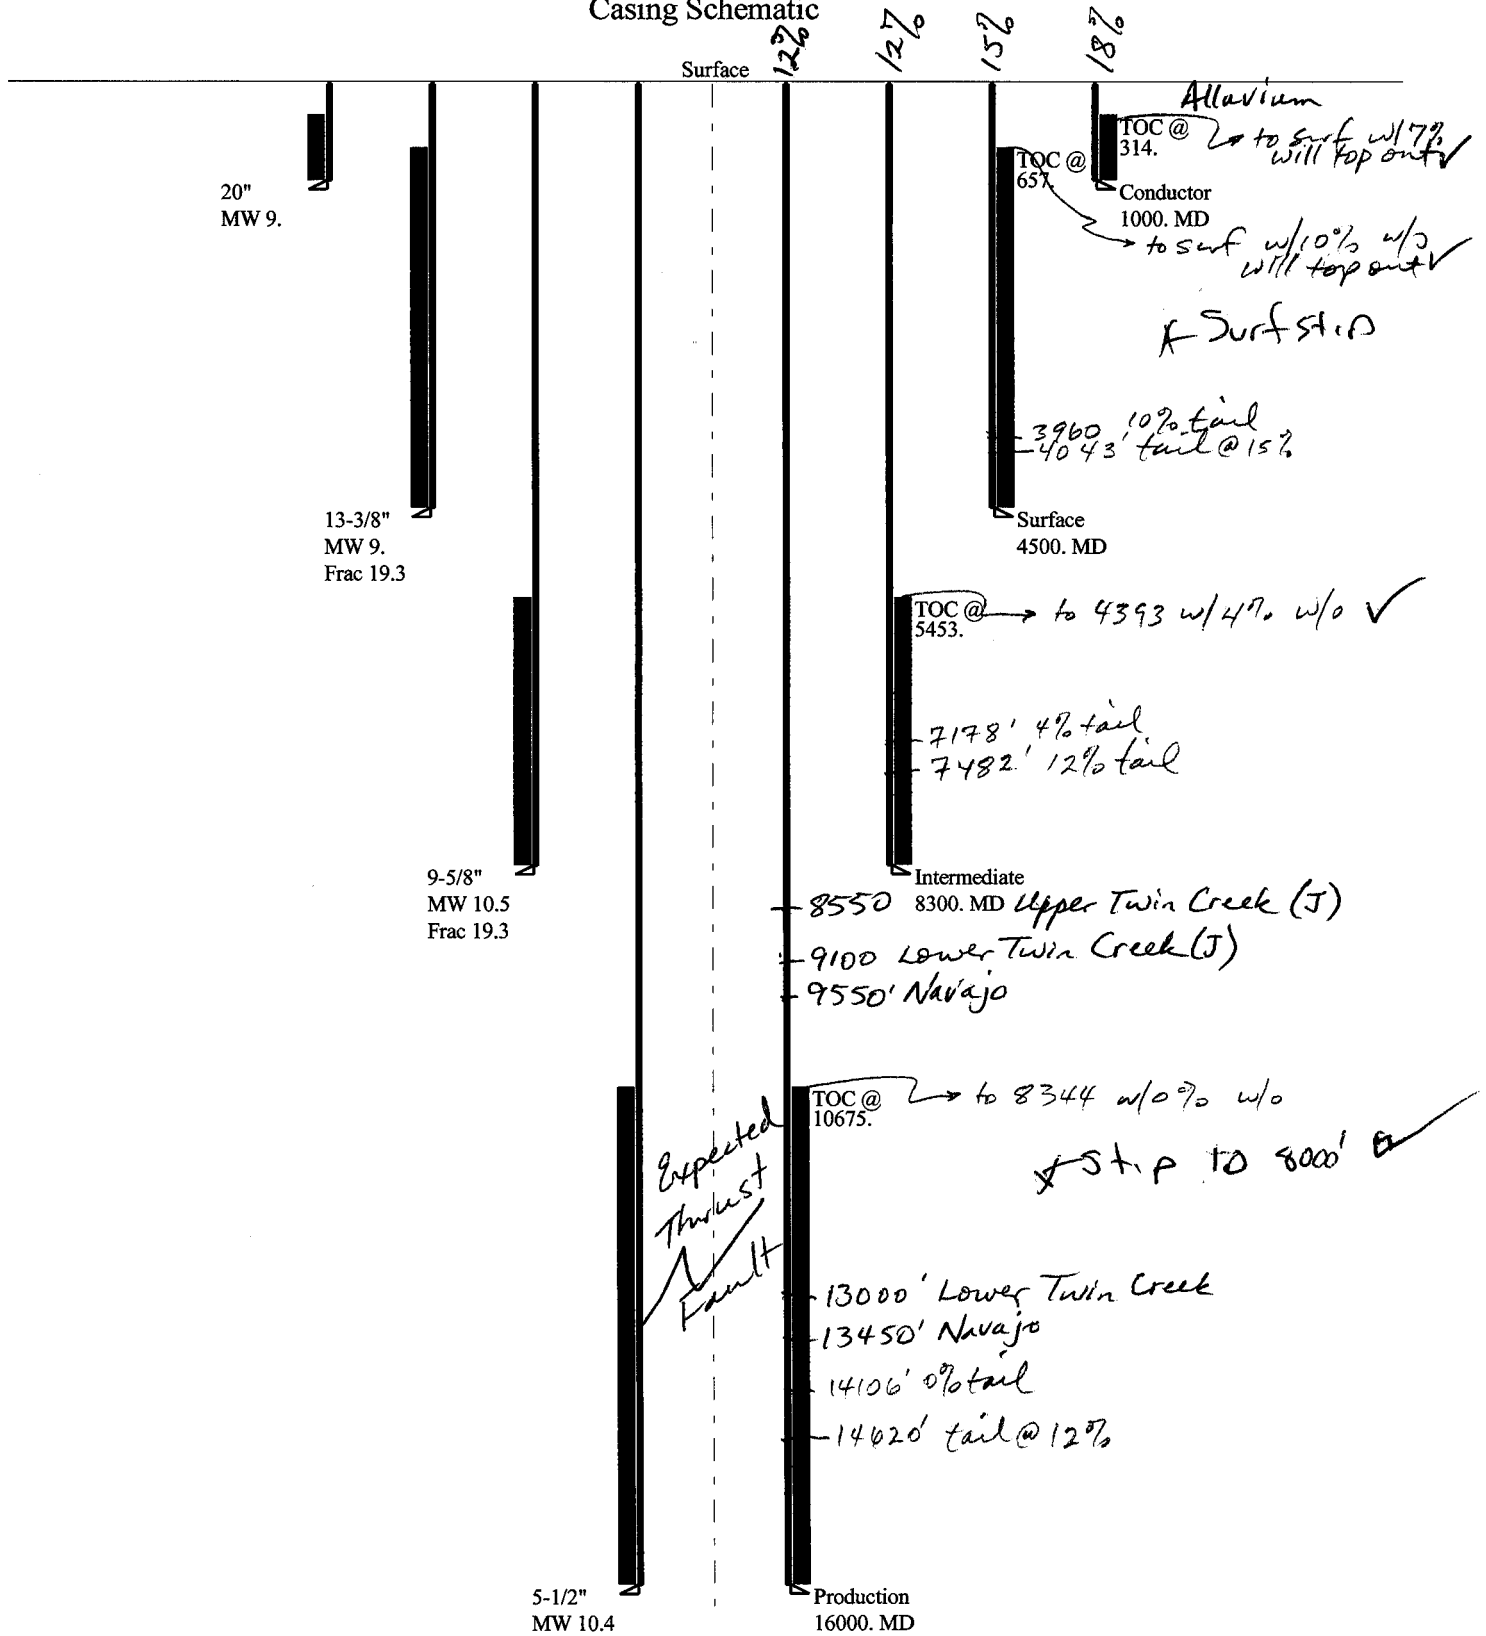 Casing Schematic
12%
12%
15%
18%
Surface
Alluvium
TOC @
314.
to surf w/ 7%
will top out ✓
TOC @
657.
20"
MW 9.
Conductor
1000. MD
to surf w/10% w/o
will top out ✓
Surf stip
3960 10% tail
4043' tail @ 15%
13-3/8"
MW 9.
Frac 19.3
Surface
4500. MD
TOC @
5453.
to 4393 w/4% w/o ✓
7178' 4% tail
7482' 12% tail
9-5/8"
MW 10.5
Frac 19.3
Intermediate
8300. MD
8550 Upper Twin Creek (J)
9100 Lower Twin Creek (J)
9550' Navajo
TOC @
10675.
to 8344 w/0% w/o
Stip to 8000'
Expected
Thrust
Fault
13000' Lower Twin Creek
13450' Navajo
14106' 0% tail
14620' tail @ 12%
5-1/2"
MW 10.4
Production
16000. MD